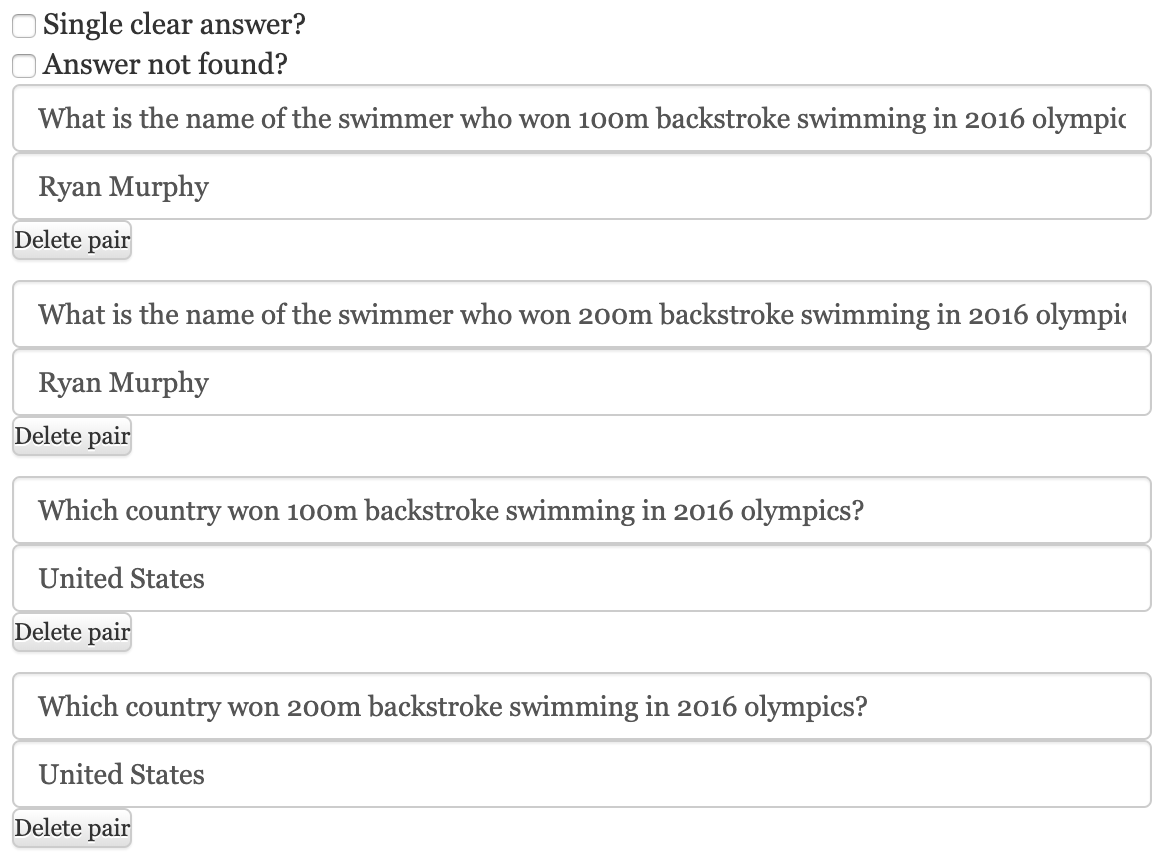 Single clear answer?
Answer not found?
What is the name of the swimmer who won 100m backstroke swimming in 2016 olympic
Ryan Murphy
Delete pair
What is the name of the swimmer who won 200m backstroke swimming in 2016 olympi
Ryan Murphy
Delete pair
Which country won 100m backstroke swimming in 2016 olympics?
United States
Delete pair
Which country won 200m backstroke swimming in 2016 olympics?
United States
Delete pair